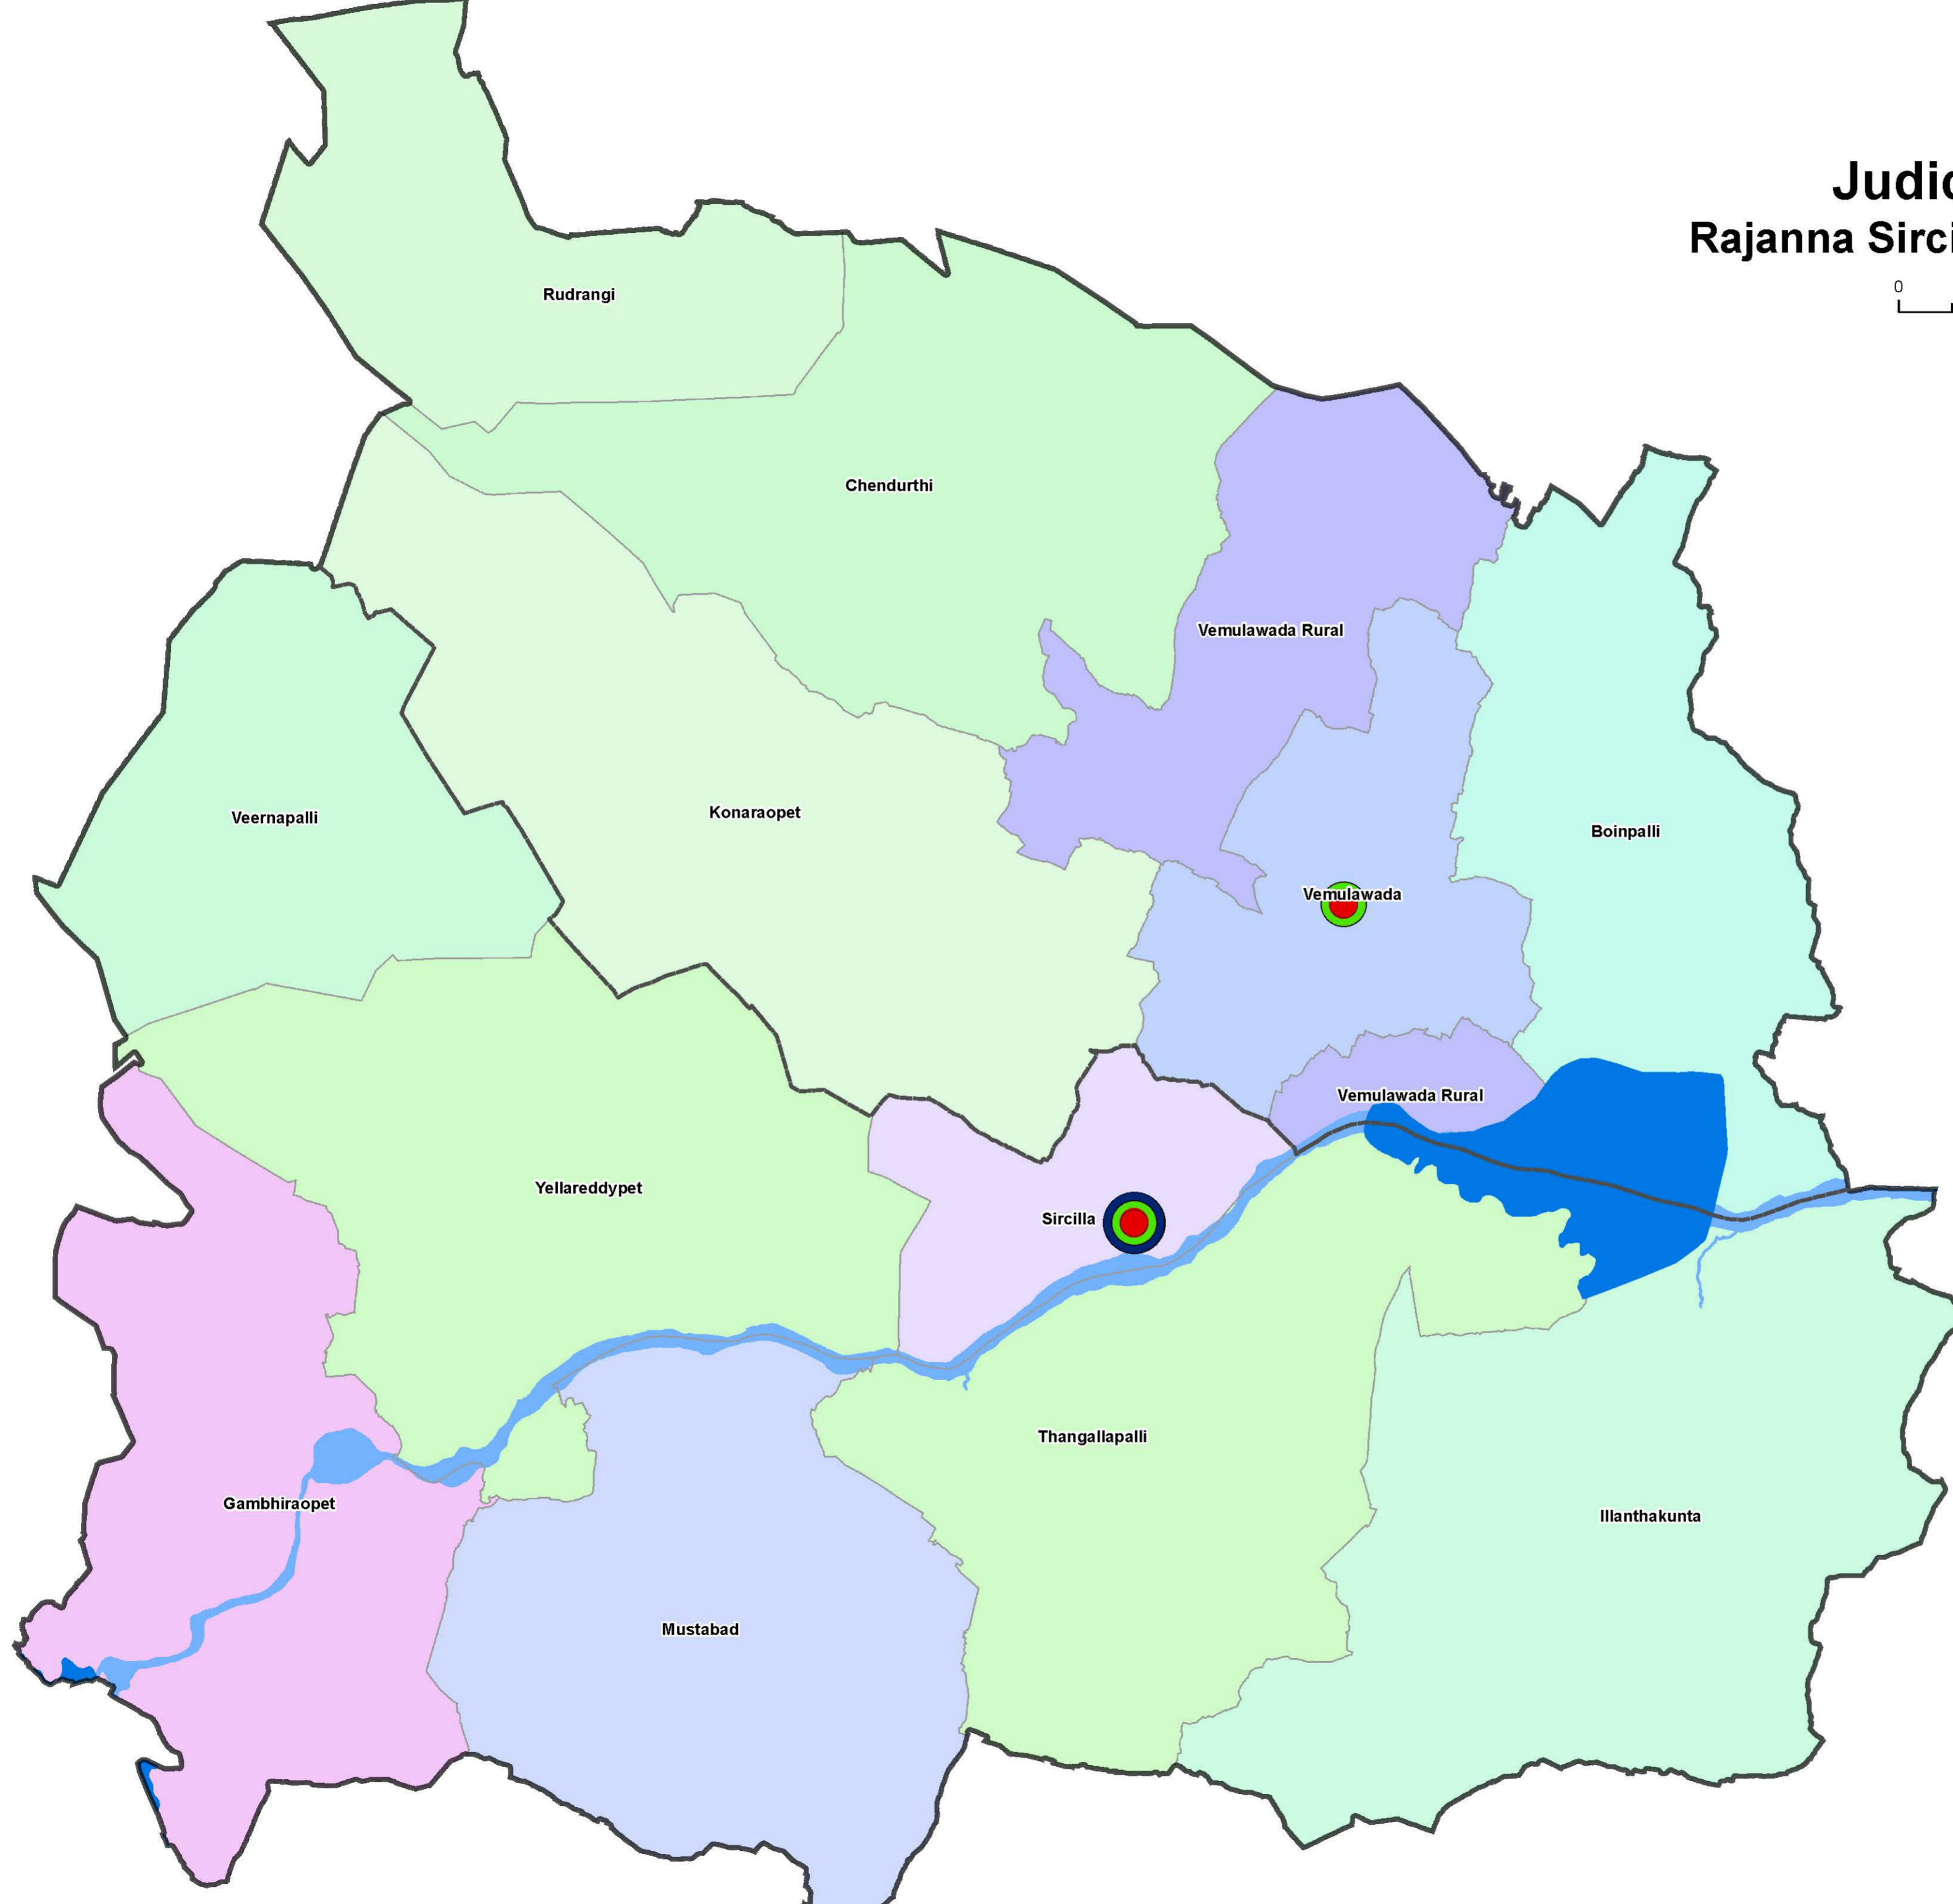 Judic
Rajanna Sirci
0
Rudrangi
Chendurthi
Vemulawada Rural
Veernapalli
Konaraopet
Boinpalli
Vemulawada
Vemulawada Rural
Yellareddypet
Sircilla
Thangallapalli
Gambhiraopet
Illanthakunta
Mustabad